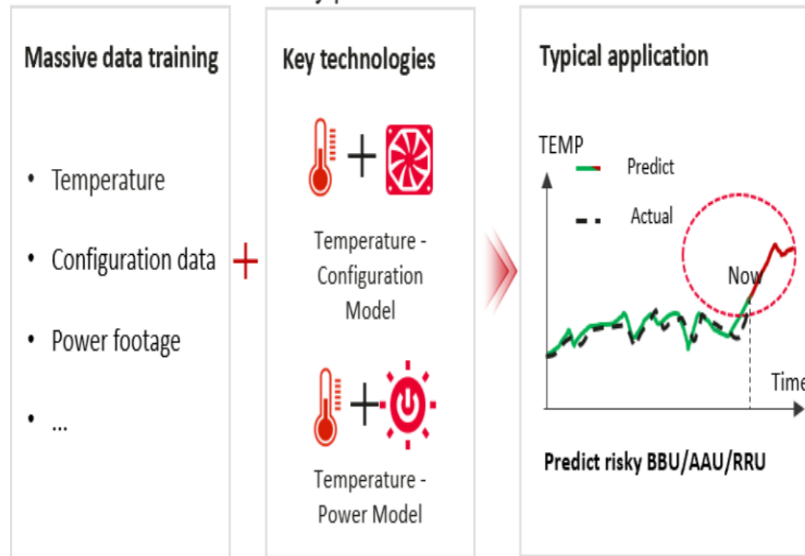 Massive data training
• Temperature
• Configuration data
• Power footage
• ...
+
Key technologies
+
Temperature -
Configuration
Model
+
Temperature -
Power Model
Typical application
TEMP
Predict
Actual
Now
Time
Predict risky BBU/AAU/RRU